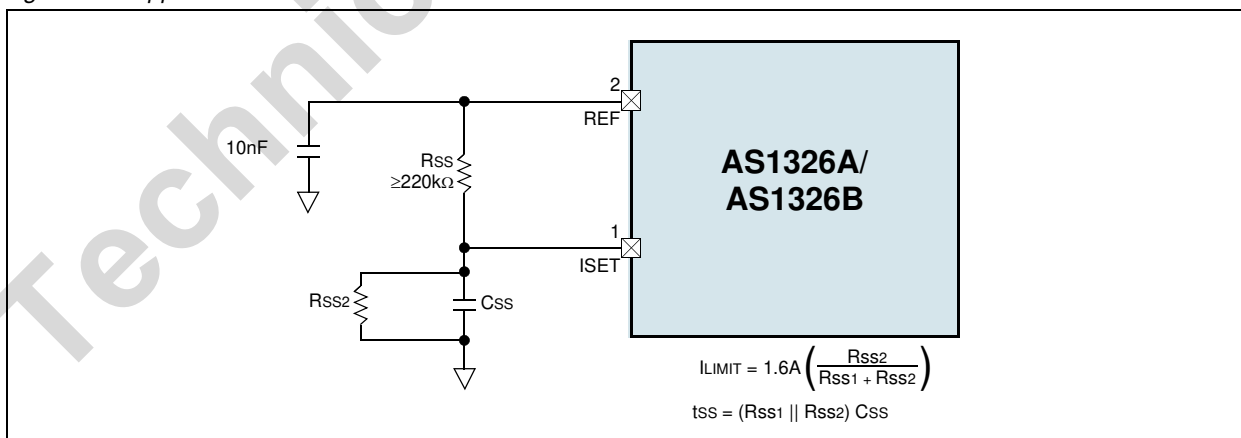 Technic
2
REF
10nF
Rss
≥220kΩ
AS1326A/
AS1326B
1
ISET
RSS2
CSS
ILIMIT = 1.6A (RSS2 / RSS1 + RSS2)
tSS = (RSS1 || RSS2) CSS